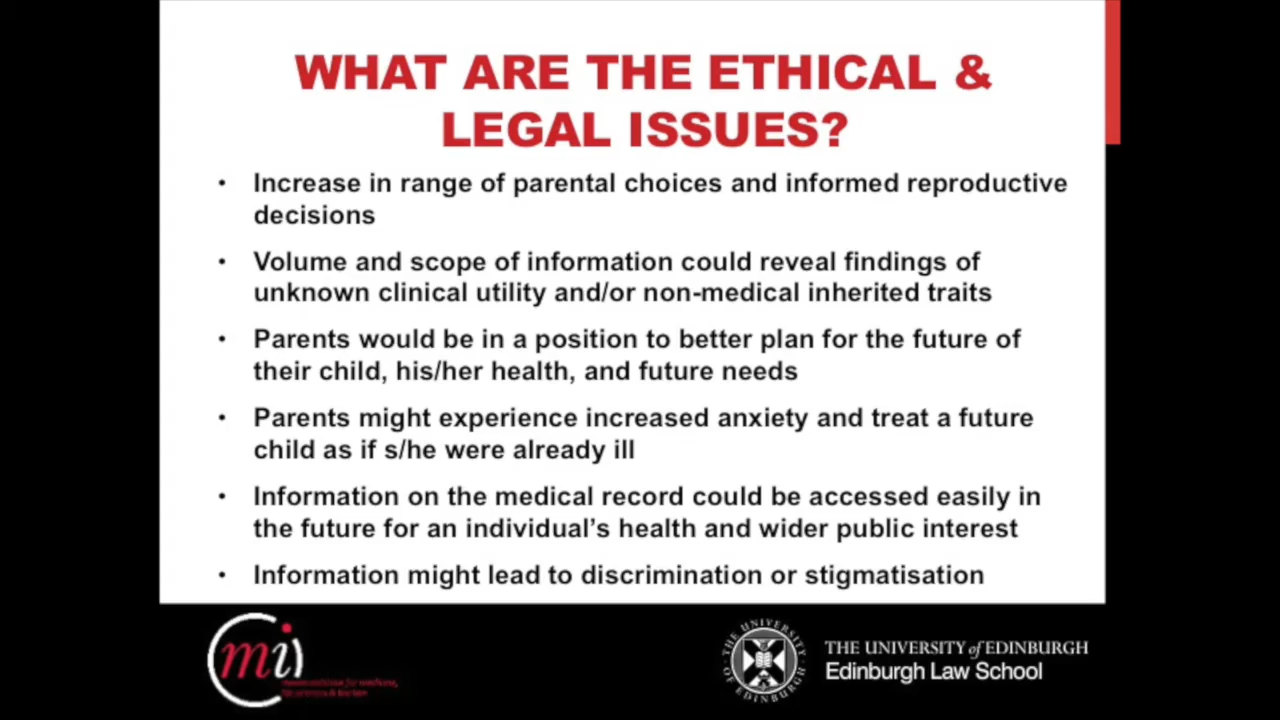 WHAT ARE THE ETHICAL &
LEGAL ISSUES?
• Increase in range of parental choices and informed reproductive
decisions
• Volume and scope of information could reveal findings of
unknown clinical utility and/or non-medical inherited traits
• Parents would be in a position to better plan for the future of
their child, his/her health, and future needs
• Parents might experience increased anxiety and treat a future
child as if s/he were already ill
• Information on the medical record could be accessed easily in
the future for an individual’s health and wider public interest
• Information might lead to discrimination or stigmatisation
mi
THE UNIVERSITY OF EDINBURGH
THE UNIVERSITY of EDINBURGH
Edinburgh Law School